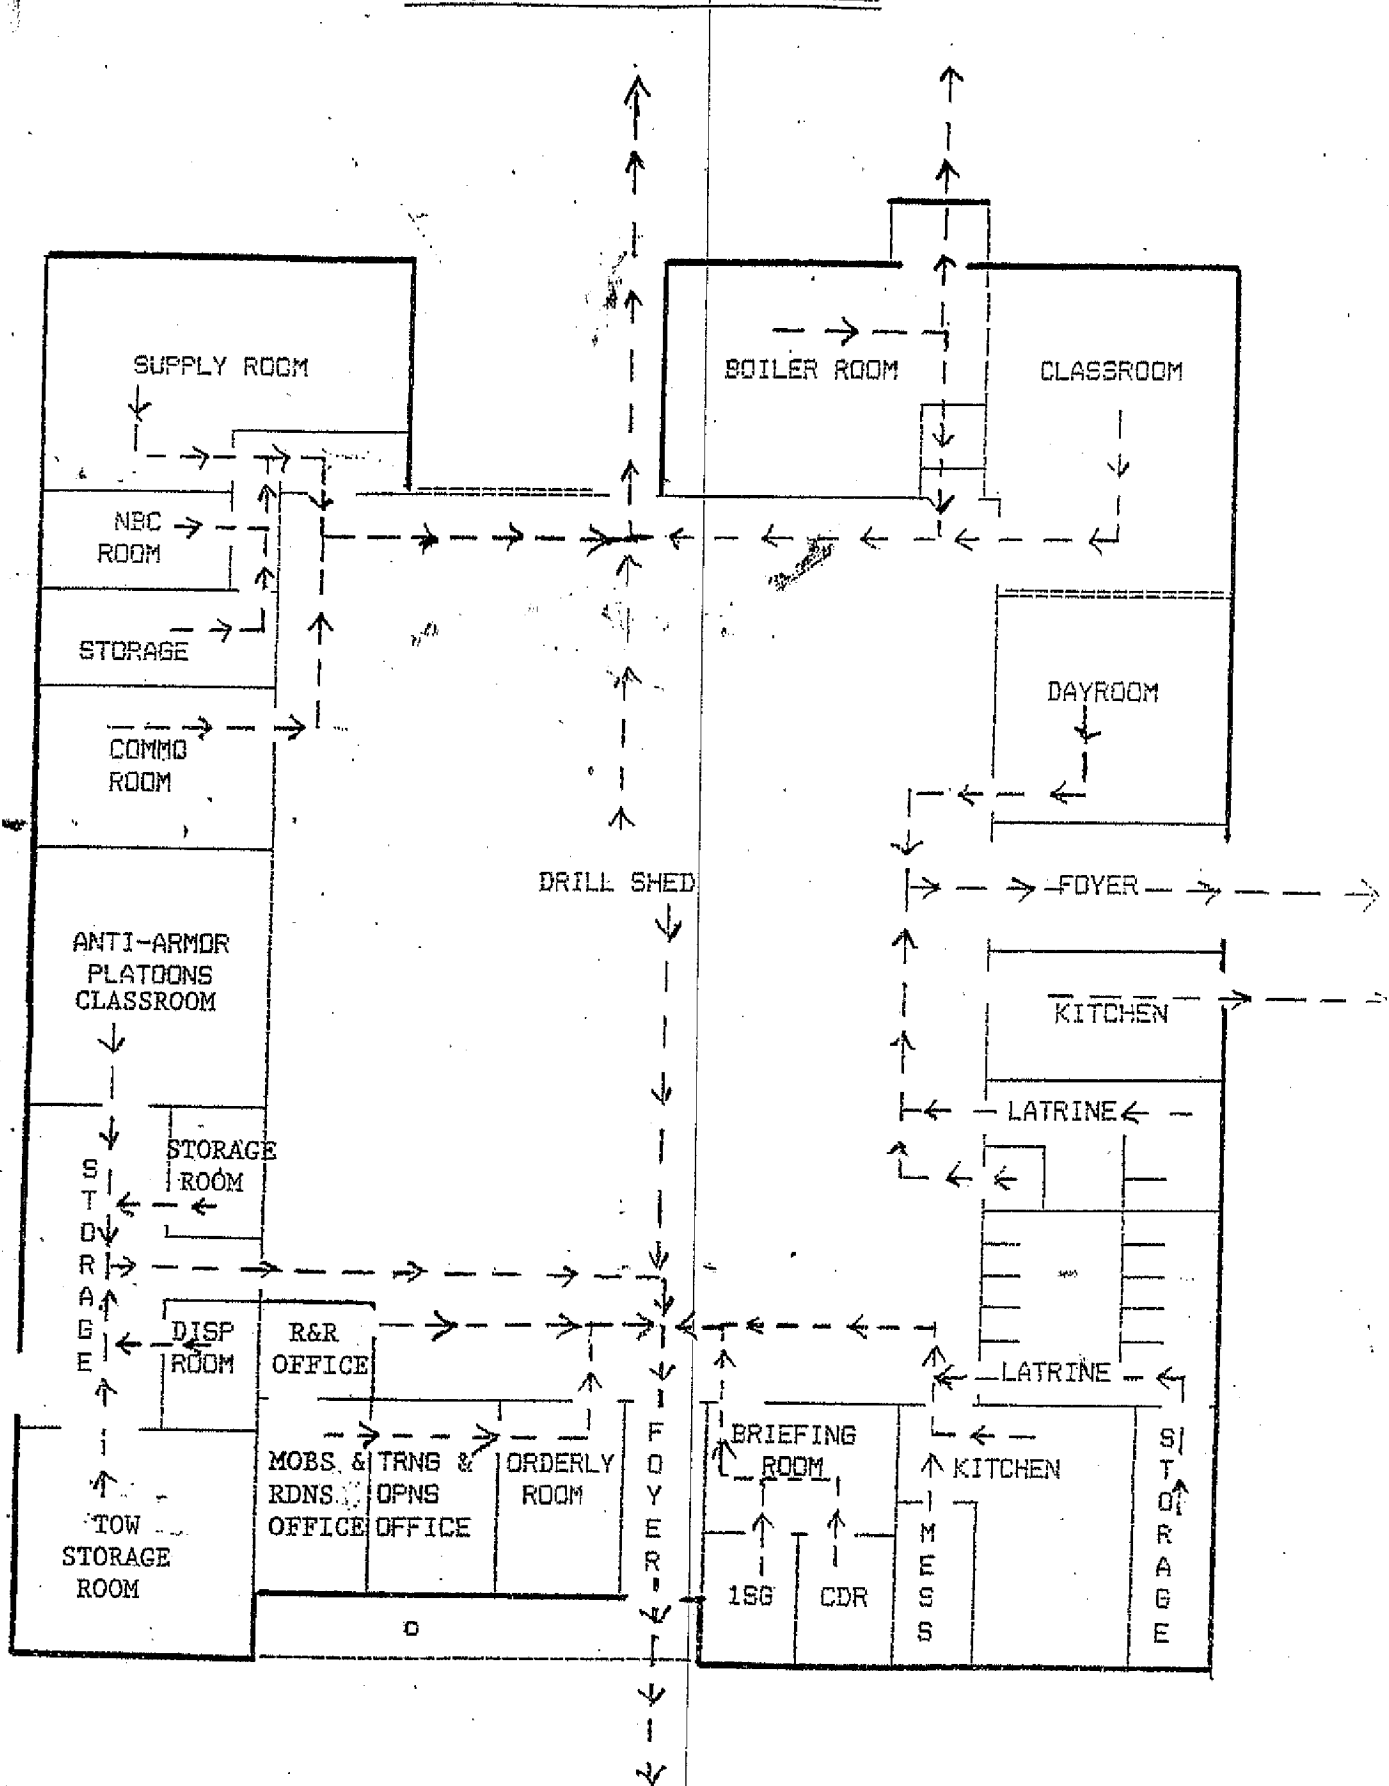 SUPPLY ROOM
BOILER ROOM
CLASSROOM
NBC
ROOM
STORAGE
DAYROOM
COMMO
ROOM
DRILL SHED
FOYER
ANTI-ARMOR
PLATOONS
CLASSROOM
KITCHEN
LATRINE
STORAGE
ROOM
STORAGE
DISP
ROOM
R&R
OFFICE
LATRINE
MOBS &
RDNS
OFFICE
TRNG &
OPNS
OFFICE
ORDERLY
ROOM
FOYER
BRIEFING
ROOM
KITCHEN
STORAGE
TOW
STORAGE
ROOM
1SG
CDR
MESS